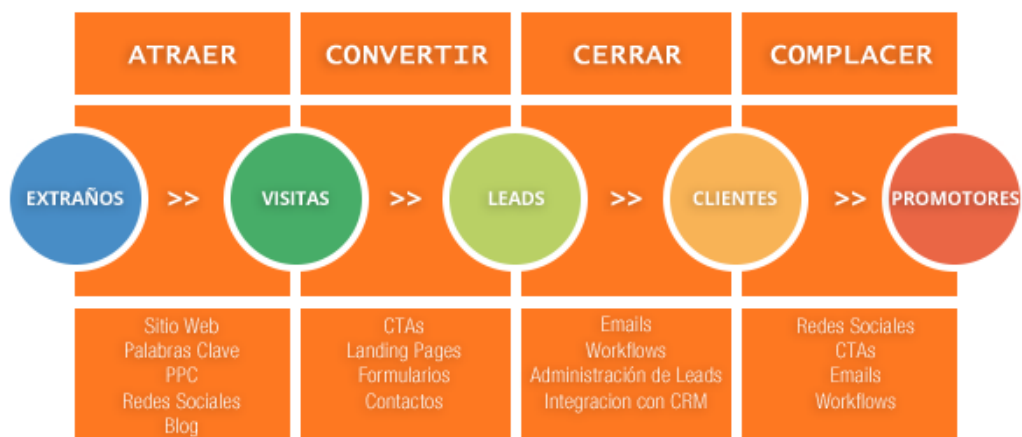 ATRAER
CONVERTIR
CERRAR
COMPLACER
EXTRAÑOS
>>
VISITAS
>>
LEADS
>>
CLIENTES
>>
PROMOTORES
Sitio Web
Palabras Clave
PPC
Redes Sociales
Blog
CTAs
Landing Pages
Formularios
Contactos
Emails
Workflows
Administración de Leads
Integracion con CRM
Redes Sociales
CTAs
Emails
Workflows